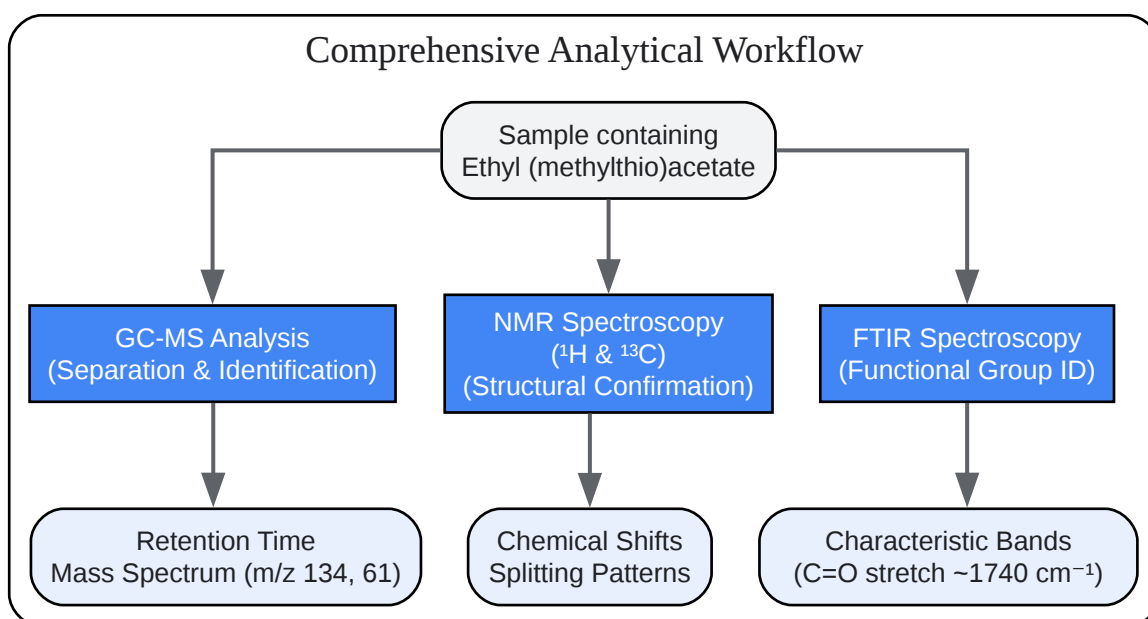 Comprehensive Analytical Workflow
Sample containing
Ethyl (methylthio)acetate
GC-MS Analysis
(Separation & Identification)
NMR Spectroscopy
(¹H & ¹³C)
(Structural Confirmation)
FTIR Spectroscopy
(Functional Group ID)
Retention Time
Mass Spectrum (m/z 134, 61)
Chemical Shifts
Splitting Patterns
Characteristic Bands
(C=O stretch ~1740 cm⁻¹)